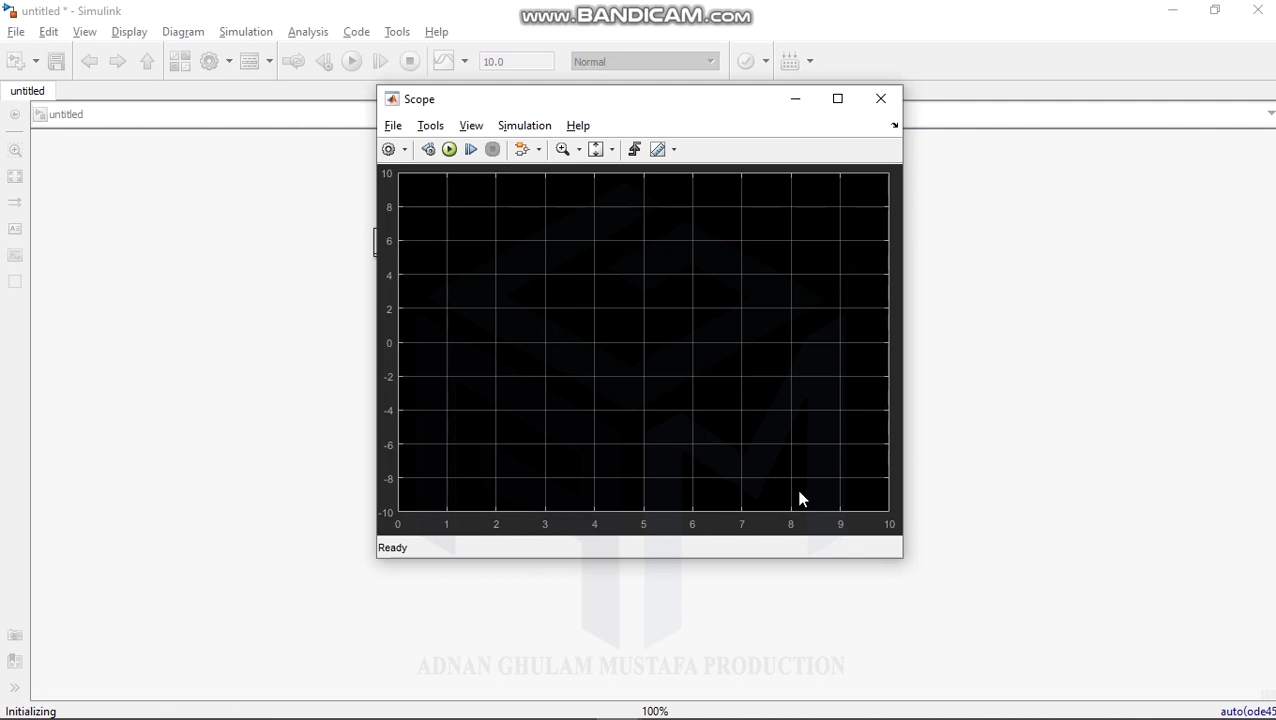 untitled * - Simulink
www.BANDICAM.com
File Edit View Display Diagram Simulation Analysis Code Tools Help
10.0 Normal
untitled
untitled
Scope
File Tools View Simulation Help
10
8
6
4
2
0
-2
-4
-6
-8
-10
0 1 2 3 4 5 6 7 8 9 10
Ready
ADNAN GHULAM MUSTAFA PRODUCTION
Initializing 100% auto(ode45